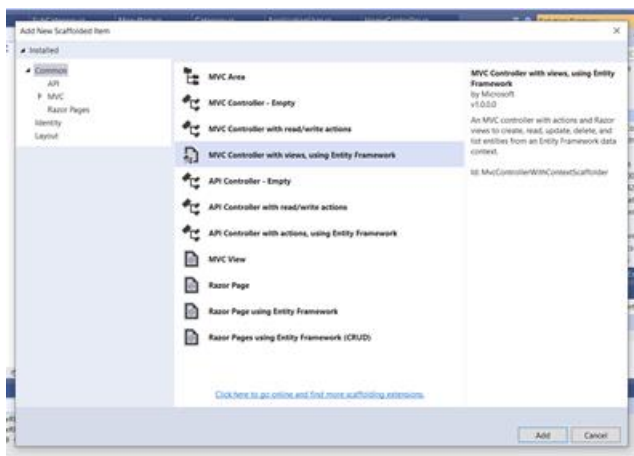 Add New Scaffolded Item
Installed
Common
API
MVC
Razor Pages
Identity
Layout
MVC Area
MVC Controller - Empty
MVC Controller with read/write actions
MVC Controller with views, using Entity Framework
API Controller - Empty
API Controller with read/write actions
API Controller with actions, using Entity Framework
MVC View
Razor Page
Razor Page using Entity Framework
Razor Pages using Entity Framework (CRUD)
Click here to go online and find more scaffolding extensions.
MVC Controller with views, using Entity
Framework
by Microsoft
v1.0.0.0
An MVC controller with actions and Razor
views to create, read, update, delete, and
list entities from an Entity Framework data
context.
Id: MvcControllerWithContextScaffolder
Add
Cancel